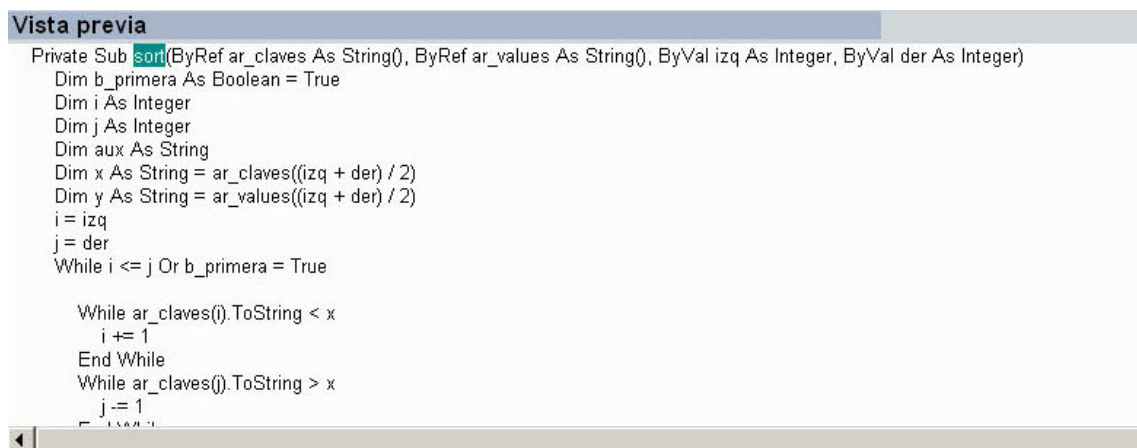 Vista previa
Private Sub sort(ByRef ar_claves As String(), ByRef ar_values As String(), ByVal izq As Integer, ByVal der As Integer)
Dim b_primera As Boolean = True
Dim i As Integer
Dim j As Integer
Dim aux As String
Dim x As String = ar_claves((izq + der) / 2)
Dim y As String = ar_values((izq + der) / 2)
i = izq
j = der
While i <= j Or b_primera = True
While ar_claves(i).ToString < x
i += 1
End While
While ar_claves(j).ToString > x
j -= 1